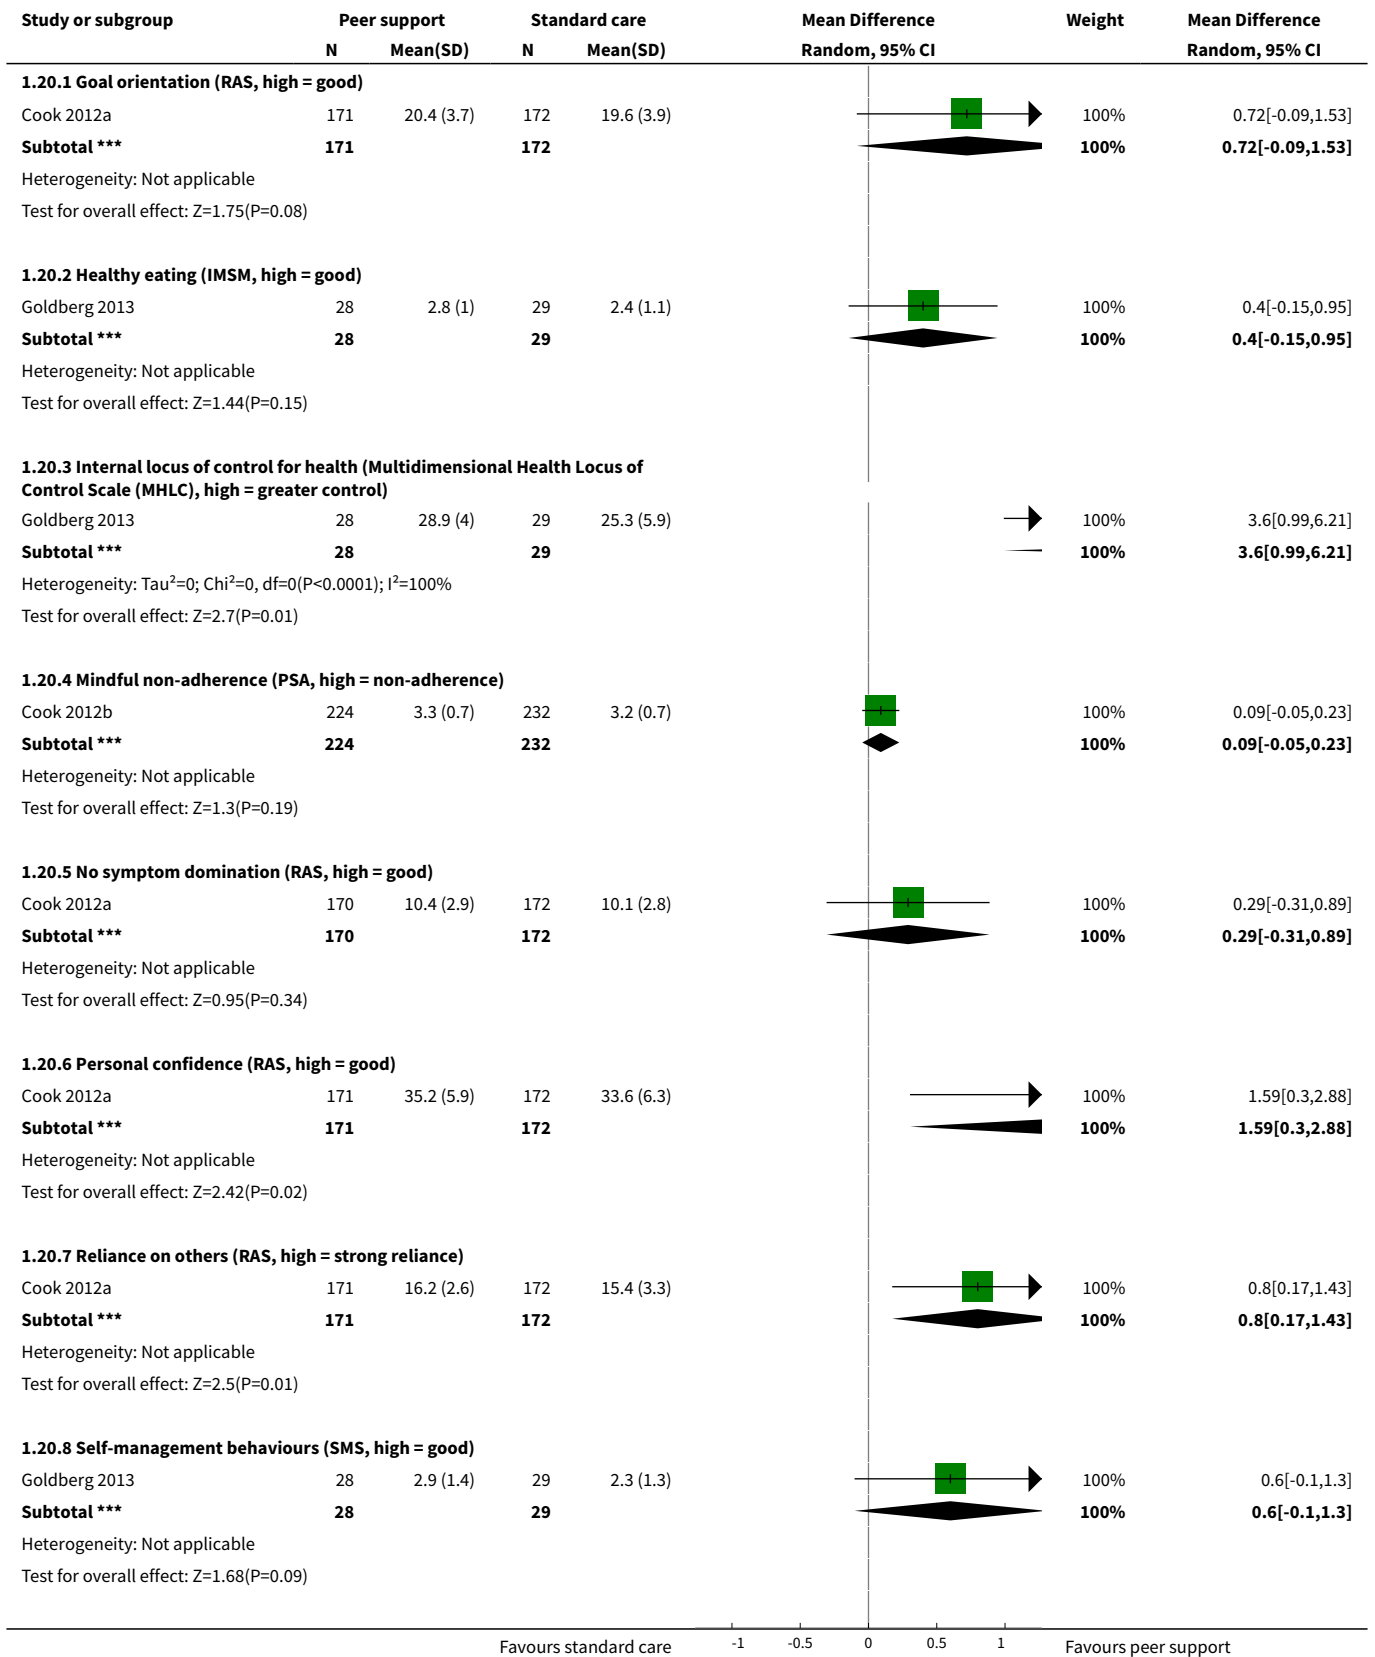 Study or subgroup Peer support Standard care Mean Difference Weight Mean Difference
N Mean(SD) N Mean(SD) Random, 95% CI Random, 95% CI
1.20.1 Goal orientation (RAS, high = good)
Cook 2012a 171 20.4 (3.7) 172 19.6 (3.9) 100% 0.72[-0.09,1.53]
Subtotal *** 171 172 100% 0.72[-0.09,1.53]
Heterogeneity: Not applicable
Test for overall effect: Z=1.75(P=0.08)
1.20.2 Healthy eating (IMSM, high = good)
Goldberg 2013 28 2.8 (1) 29 2.4 (1.1) 100% 0.4[-0.15,0.95]
Subtotal *** 28 29 100% 0.4[-0.15,0.95]
Heterogeneity: Not applicable
Test for overall effect: Z=1.44(P=0.15)
1.20.3 Internal locus of control for health (Multidimensional Health Locus of
Control Scale (MHLC), high = greater control)
Goldberg 2013 28 28.9 (4) 29 25.3 (5.9) 100% 3.6[0.99,6.21]
Subtotal *** 28 29 100% 3.6[0.99,6.21]
Heterogeneity: Tau²=0; Chi²=0, df=0(P<0.0001); I²=100%
Test for overall effect: Z=2.7(P=0.01)
1.20.4 Mindful non-adherence (PSA, high = non-adherence)
Cook 2012b 224 3.3 (0.7) 232 3.2 (0.7) 100% 0.09[-0.05,0.23]
Subtotal *** 224 232 100% 0.09[-0.05,0.23]
Heterogeneity: Not applicable
Test for overall effect: Z=1.3(P=0.19)
1.20.5 No symptom domination (RAS, high = good)
Cook 2012a 170 10.4 (2.9) 172 10.1 (2.8) 100% 0.29[-0.31,0.89]
Subtotal *** 170 172 100% 0.29[-0.31,0.89]
Heterogeneity: Not applicable
Test for overall effect: Z=0.95(P=0.34)
1.20.6 Personal confidence (RAS, high = good)
Cook 2012a 171 35.2 (5.9) 172 33.6 (6.3) 100% 1.59[0.3,2.88]
Subtotal *** 171 172 100% 1.59[0.3,2.88]
Heterogeneity: Not applicable
Test for overall effect: Z=2.42(P=0.02)
1.20.7 Reliance on others (RAS, high = strong reliance)
Cook 2012a 171 16.2 (2.6) 172 15.4 (3.3) 100% 0.8[0.17,1.43]
Subtotal *** 171 172 100% 0.8[0.17,1.43]
Heterogeneity: Not applicable
Test for overall effect: Z=2.5(P=0.01)
1.20.8 Self-management behaviours (SMS, high = good)
Goldberg 2013 28 2.9 (1.4) 29 2.3 (1.3) 100% 0.6[-0.1,1.3]
Subtotal *** 28 29 100% 0.6[-0.1,1.3]
Heterogeneity: Not applicable
Test for overall effect: Z=1.68(P=0.09)
Favours standard care -1 -0.5 0 0.5 1 Favours peer support